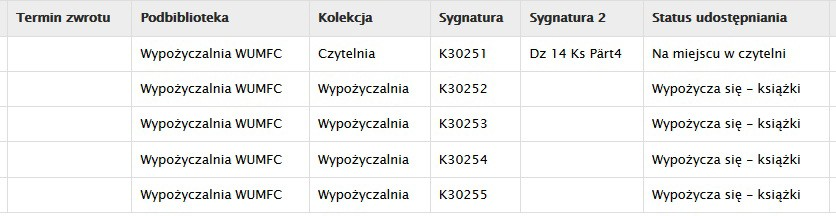 Termin zwrotu Podbiblioteka Kolekcja Sygnatura Sygnatura 2 Status udostępniania
Wypożyczalnia WUMFC Czytelnia K30251 Dz 14 Ks Pärt4 Na miejscu w czytelni
Wypożyczalnia WUMFC Wypożyczalnia K30252 Wypożycza się - książki
Wypożyczalnia WUMFC Wypożyczalnia K30253 Wypożycza się - książki
Wypożyczalnia WUMFC Wypożyczalnia K30254 Wypożycza się - książki
Wypożyczalnia WUMFC Wypożyczalnia K30255 Wypożycza się - książki